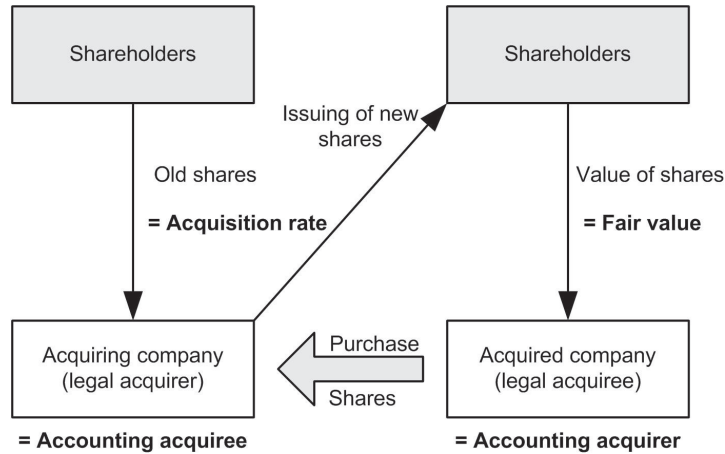 Shareholders
Shareholders
Issuing of new
shares
Old shares
Value of shares
= Acquisition rate
= Fair value
Acquiring company
(legal acquirer)
Purchase
Shares
Acquired company
(legal acquiree)
= Accounting acquiree
= Accounting acquirer